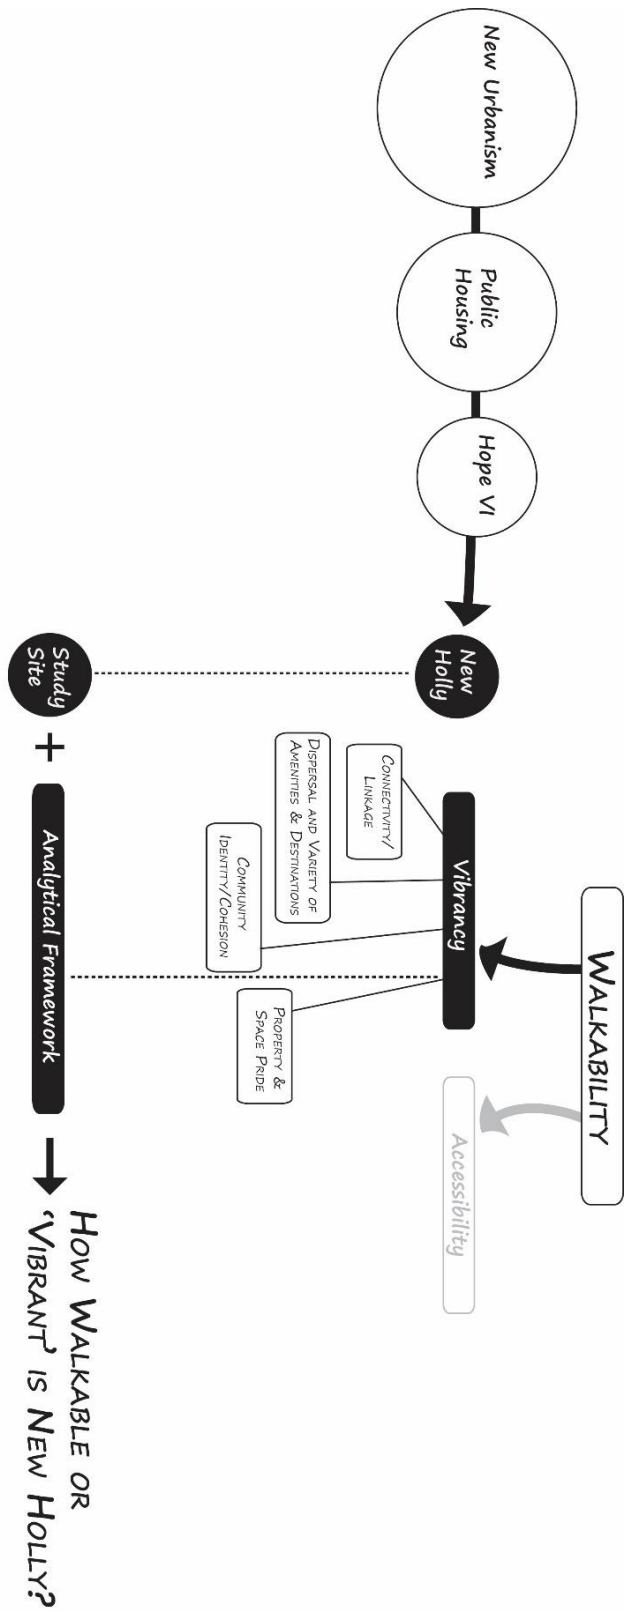 New Urbanism
Public
Housing
Hope VI
New
Holly
WALKABILITY
Vibrancy
Accessibility
CONNECTIVITY/
LINKAGE
DISPERSAL AND VARIETY OF
AMENITIES & DESTINATIONS
COMMUNITY
IDENTITY/COHESION
PROPERTY &
SPACE PRIDE
Study
Site
+
Analytical Framework
HOW WALKABLE OR
‘VIBRANT’ IS NEW HOLLY?